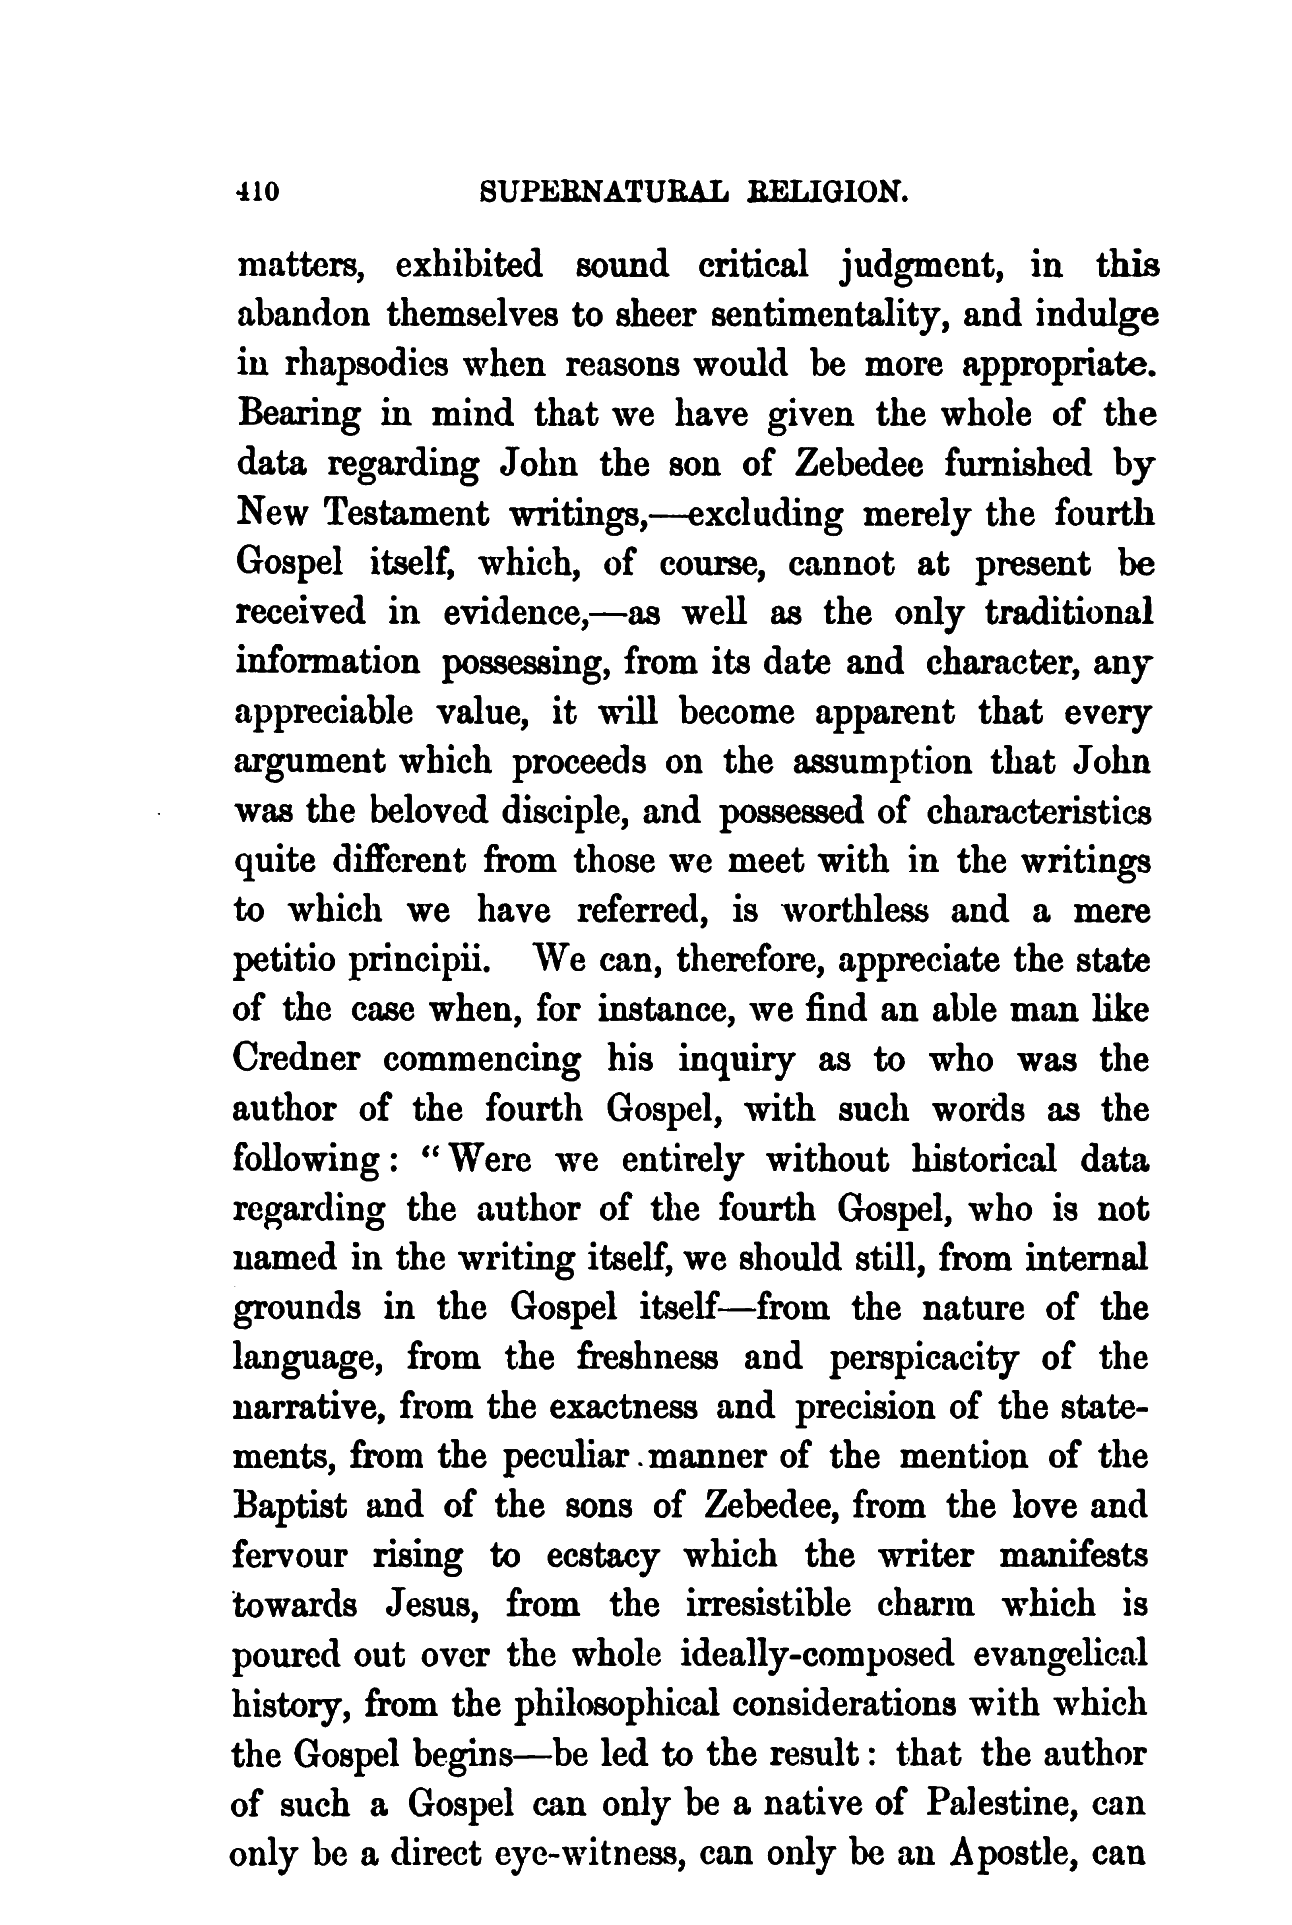 410 SUPERNATURAL RELIGION.
matters, exhibited sound critical judgment, in this
abandon themselves to sheer sentimentality, and indulge
in rhapsodies when reasons would be more appropriate.
Bearing in mind that we have given the whole of the
data regarding John the son of Zebedee furnished by
New Testament writings,—excluding merely the fourth
Gospel itself, which, of course, cannot at present be
received in evidence,—as well as the only traditional
information possessing, from its date and character, any
appreciable value, it will become apparent that every
argument which proceeds on the assumption that John
was the beloved disciple, and possessed of characteristics
quite different from those we meet with in the writings
to which we have referred, is worthless and a mere
petitio principii. We can, therefore, appreciate the state
of the case when, for instance, we find an able man like
Credner commencing his inquiry as to who was the
author of the fourth Gospel, with such words as the
following: “Were we entirely without historical data
regarding the author of the fourth Gospel, who is not
named in the writing itself, we should still, from internal
grounds in the Gospel itself—from the nature of the
language, from the freshness and perspicacity of the
narrative, from the exactness and precision of the state-
ments, from the peculiar manner of the mention of the
Baptist and of the sons of Zebedee, from the love and
fervour rising to ecstacy which the writer manifests
towards Jesus, from the irresistible charm which is
poured out over the whole ideally-composed evangelical
history, from the philosophical considerations with which
the Gospel begins—be led to the result: that the author
of such a Gospel can only be a native of Palestine, can
only be a direct eye-witness, can only be an Apostle, can